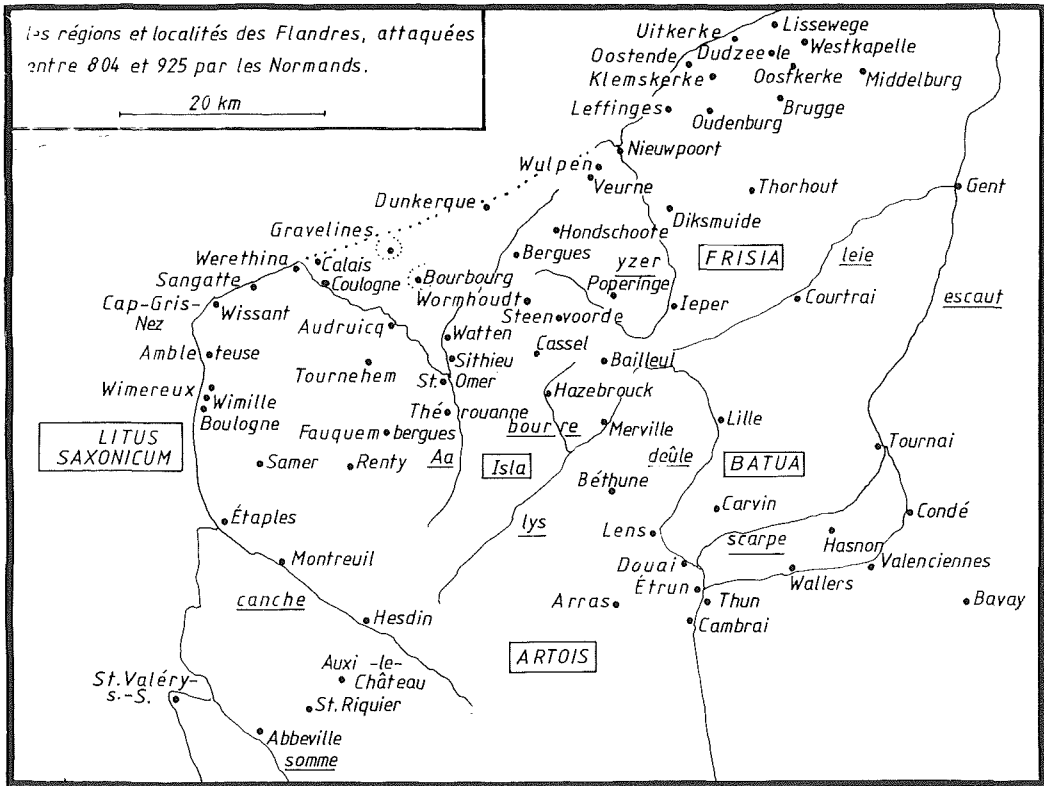 les régions et localités des Flandres, attaquées
entre 804 et 925 par les Normands.
20 km
Lissewege
Uitkerke
Westkapelle
Oostende
Dudzeele
Klemskerke
Oostkerke
Middelburg
Leffinges
Brugge
Oudenburg
Nieuwpoort
Wulpen
Veurne
Thorhout
Gent
Dunkerque
Diksmuide
Gravelines
Hondschoote
Bergues
yzer
FRISIA
leie
Werethina
Calais
Sangatte
Coulogne
Bourbourg
Poperinge
Cap-Gris-
Nez
Wissant
Wormhoudt
Ieper
Courtrai
escaut
Steenvoorde
Audruicq
Watten
Ambleteuse
Cassel
Sithieu
Bailleul
Tournehem
St. Omer
Wimereux
Hazebrouck
Wimille
Boulogne
Thérouanne
bourre
Merville
Lille
LITUS
SAXONICUM
Fauquembergues
Aa
Isla
deûle
BATUA
Tournai
Samer
Renty
Béthune
Carvin
Condé
Étaples
lys
Lens
scarpe
Hasnon
Montreuil
Douai
Wallers
Valenciennes
Étrun
canche
Arras
Thun
Bavay
Hesdin
Cambrai
ARTOIS
Auxi-le-
Château
St.Valéry-
s.-S.
St.Riquier
Abbeville
somme